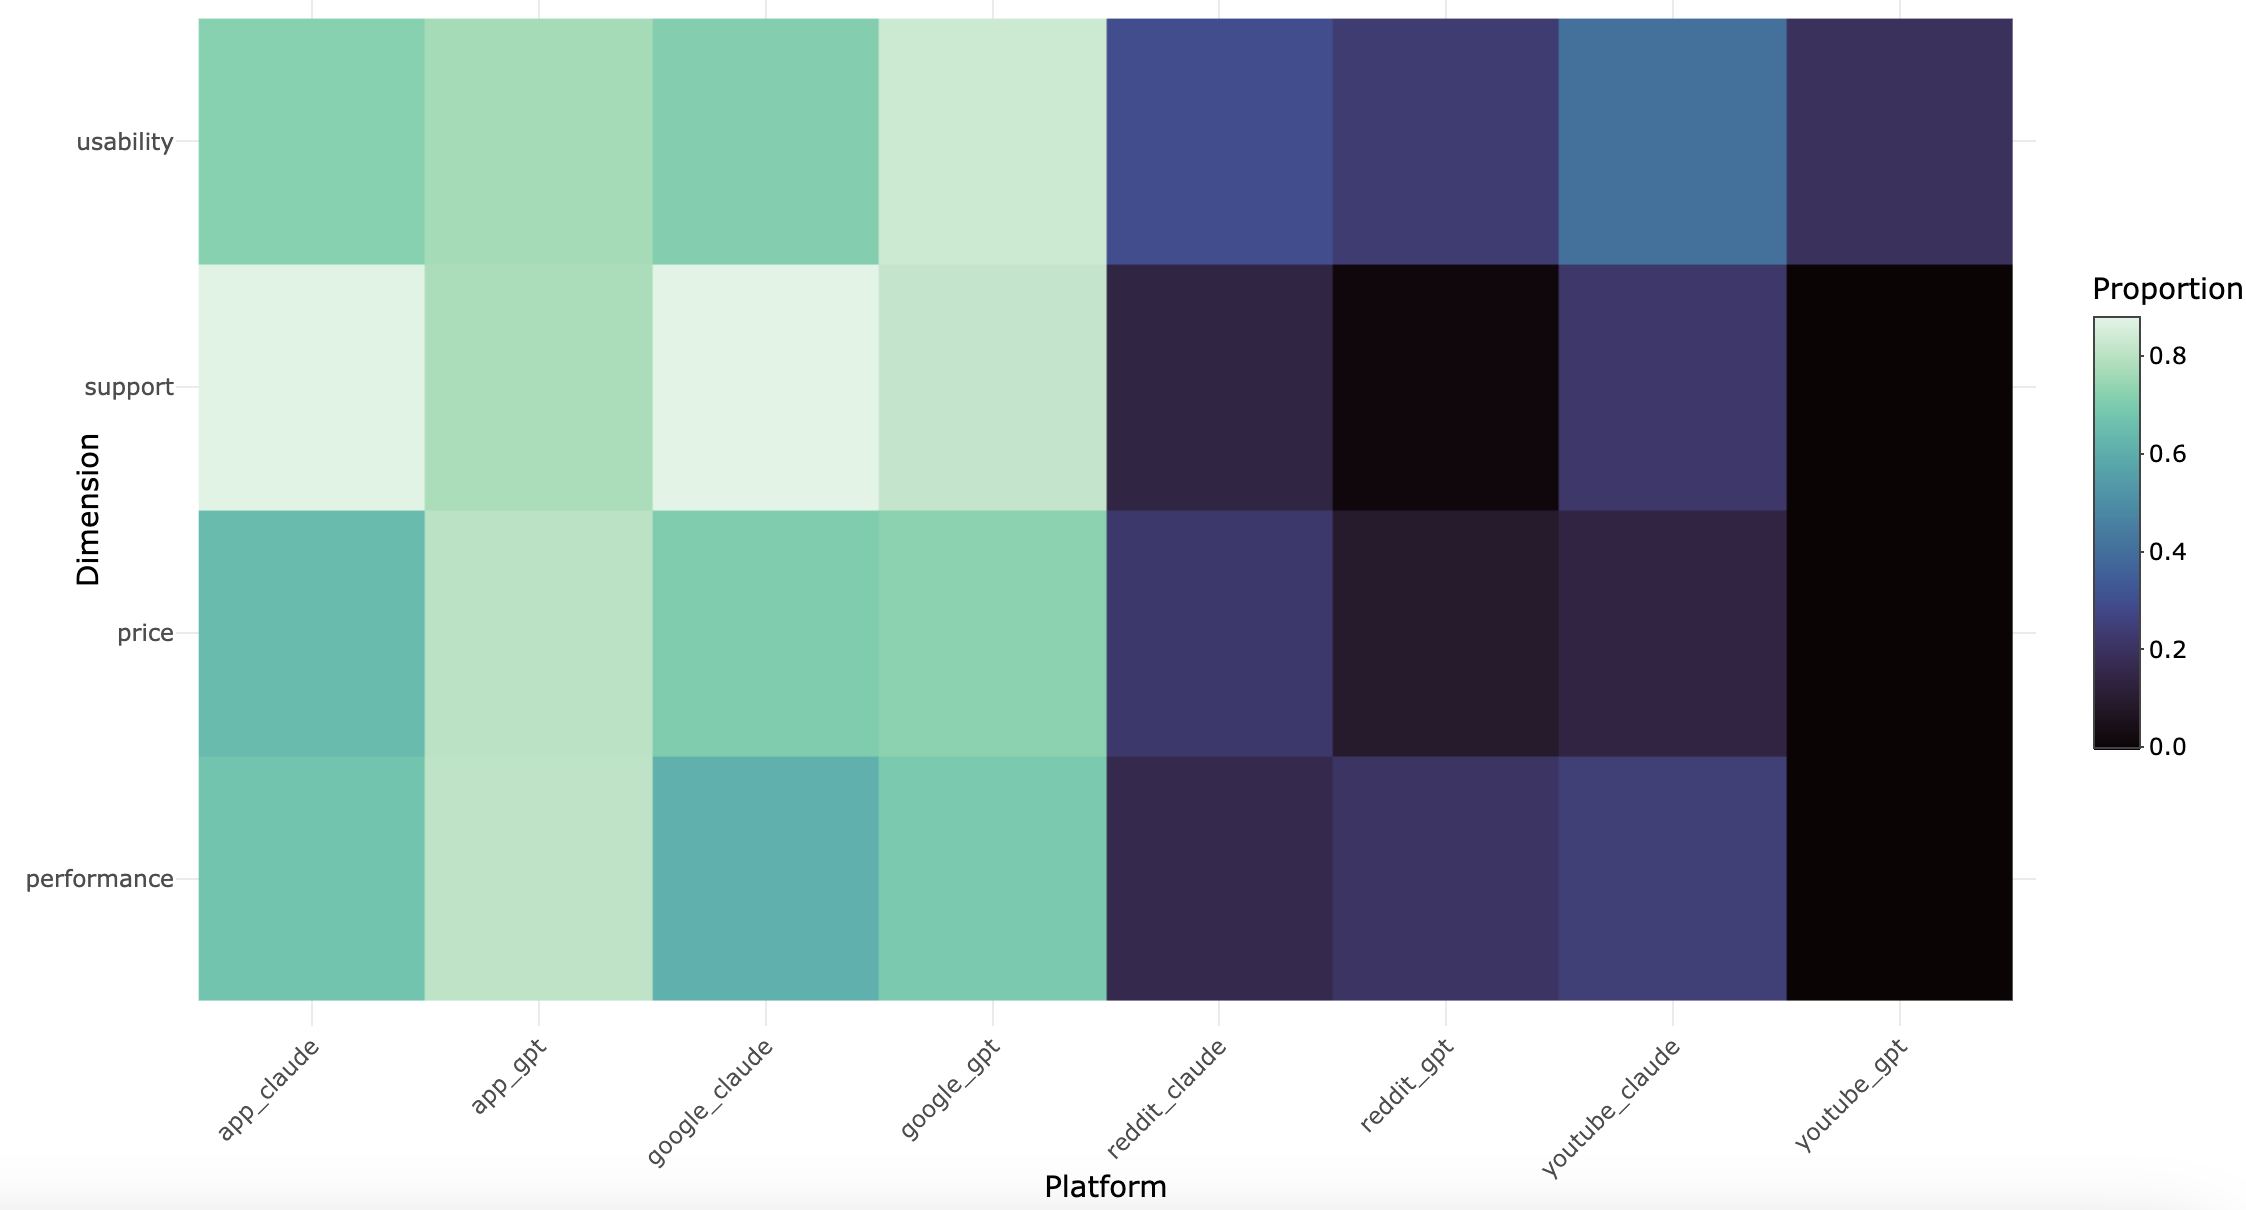 usability
support
price
performance
Dimension
app_claude
app_gpt
google_claude
google_gpt
reddit_claude
reddit_gpt
youtube_claude
youtube_gpt
Platform
Proportion
0.8
0.6
0.4
0.2
0.0